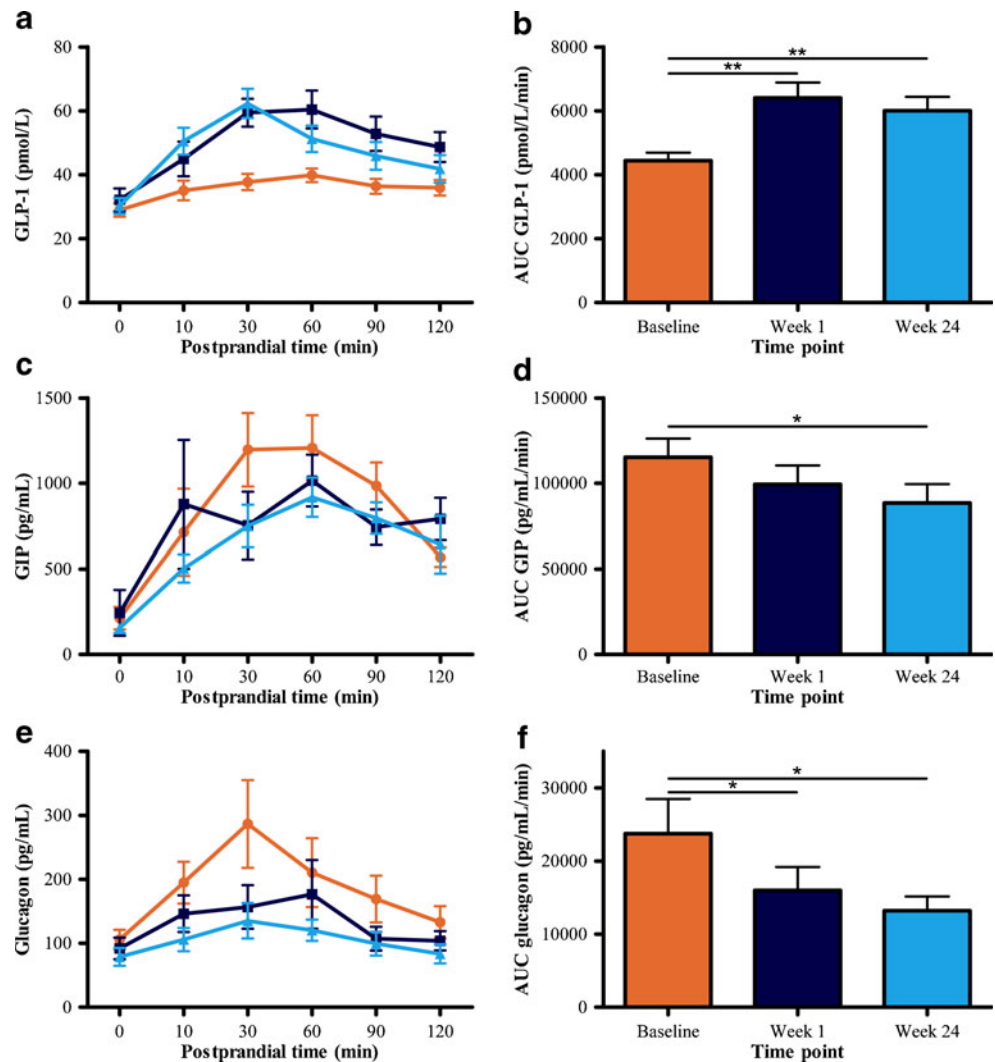 a
GLP-1 (pmol/L)
80
60
40
20
0
0 10 30 60 90 120
Postprandial time (min)
b
AUC GLP-1 (pmol/L/min)
8000
6000
4000
2000
0
**
**
Baseline Week 1 Week 24
Time point
c
GIP (pg/mL)
1500
1000
500
0
0 10 30 60 90 120
Postprandial time (min)
d
AUC GIP (pg/mL/min)
150000
100000
50000
0
*
Baseline Week 1 Week 24
Time point
e
Glucagon (pg/mL)
400
300
200
100
0
0 10 30 60 90 120
Postprandial time (min)
f
AUC glucagon (pg/mL/min)
30000
20000
10000
0
*
*
Baseline Week 1 Week 24
Time point